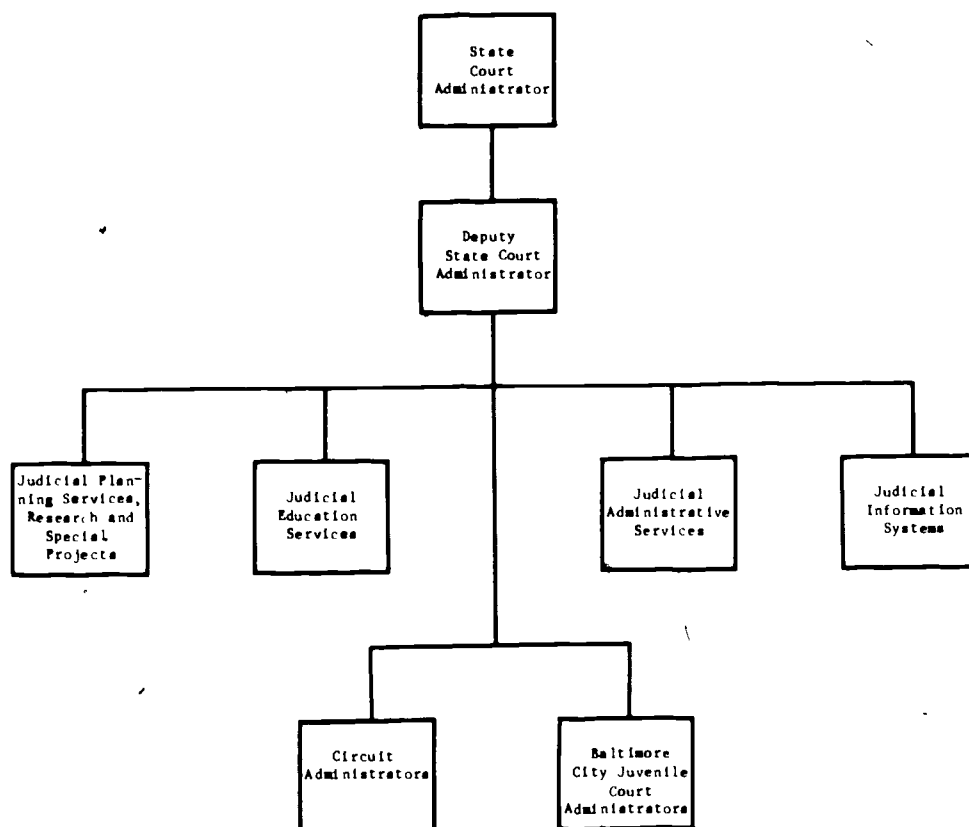 State
Court
Administrator
Deputy
State Court
Administrator
Judicial Plan-
ning Services,
Research and
Special
Projects
Judicial
Education
Services
Judicial
Administrative
Services
Judicial
Information
Systems
Circuit
Administrators
Baltimore
City Juvenile
Court
Administrators